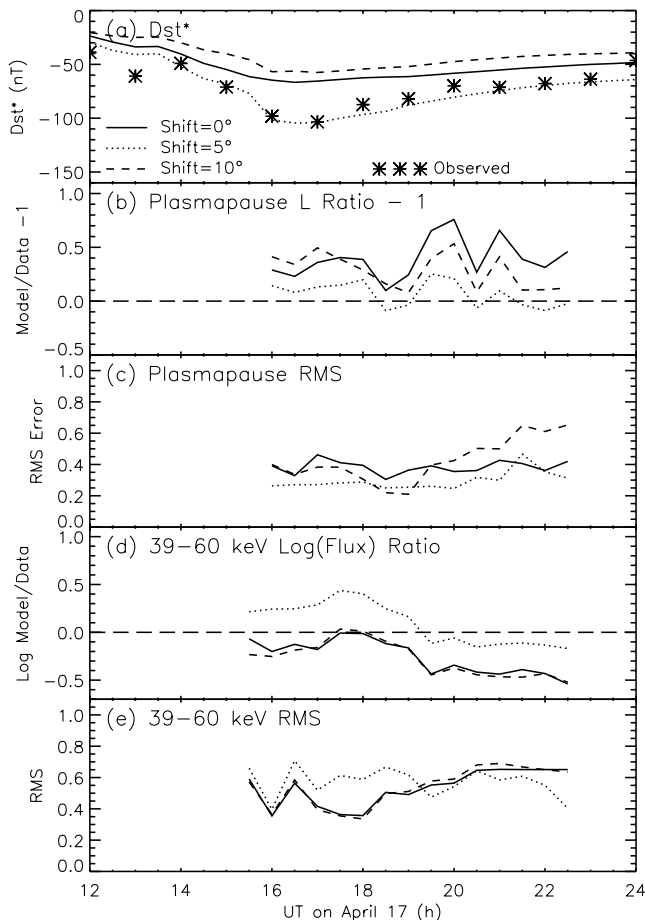 0
−50
−100
−150
Dst* (nT)
(a) Dst*
Shift=0°
Shift=5°
Shift=10°
Observed
1.0
0.5
0.0
−0.5
Model/Data −1
(b) Plasmapause L Ratio − 1
1.0
0.8
0.6
0.4
0.2
0.0
RMS Error
(c) Plasmapause RMS
1.0
0.5
0.0
−0.5
Log Model/Data
(d) 39−60 keV Log(Flux) Ratio
1.0
0.8
0.6
0.4
0.2
0.0
RMS
(e) 39−60 keV RMS
12 14 16 18 20 22 24
UT on April 17 (h)